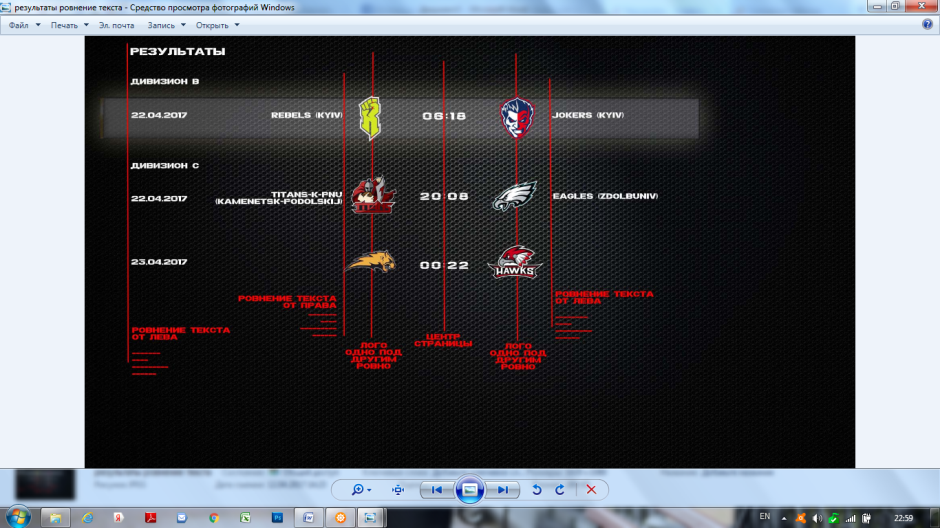 результаты ровнение текста - Средство просмотра фотографий Windows
Файл Печать Эл. почта Запись Открыть
РЕЗУЛЬТАТЫ
ДИВИЗИОН B
22.04.2017 REBELS (KYIV) 06:18 JOKERS (KYIV)
ДИВИЗИОН C
22.04.2017 TITANS-K-PNU (KAMENETSK-PODOLSKIJ) 20:08 EAGLES (ZDOLBUNIV)
TITANS
23.04.2017 00:22 HAWKS
РОВНЕНИЕ ТЕКСТА
ОТ ПРАВА
РОВНЕНИЕ ТЕКСТА
ОТ ЛЕВА
РОВНЕНИЕ ТЕКСТА
ОТ ЛЕВА
ЛОГО
ОДНО ПОД
ДРУГИМ
РОВНО
ЦЕНТР
СТРАНИЦЫ
ЛОГО
ОДНО ПОД
ДРУГИМ
РОВНО
EN 22:59